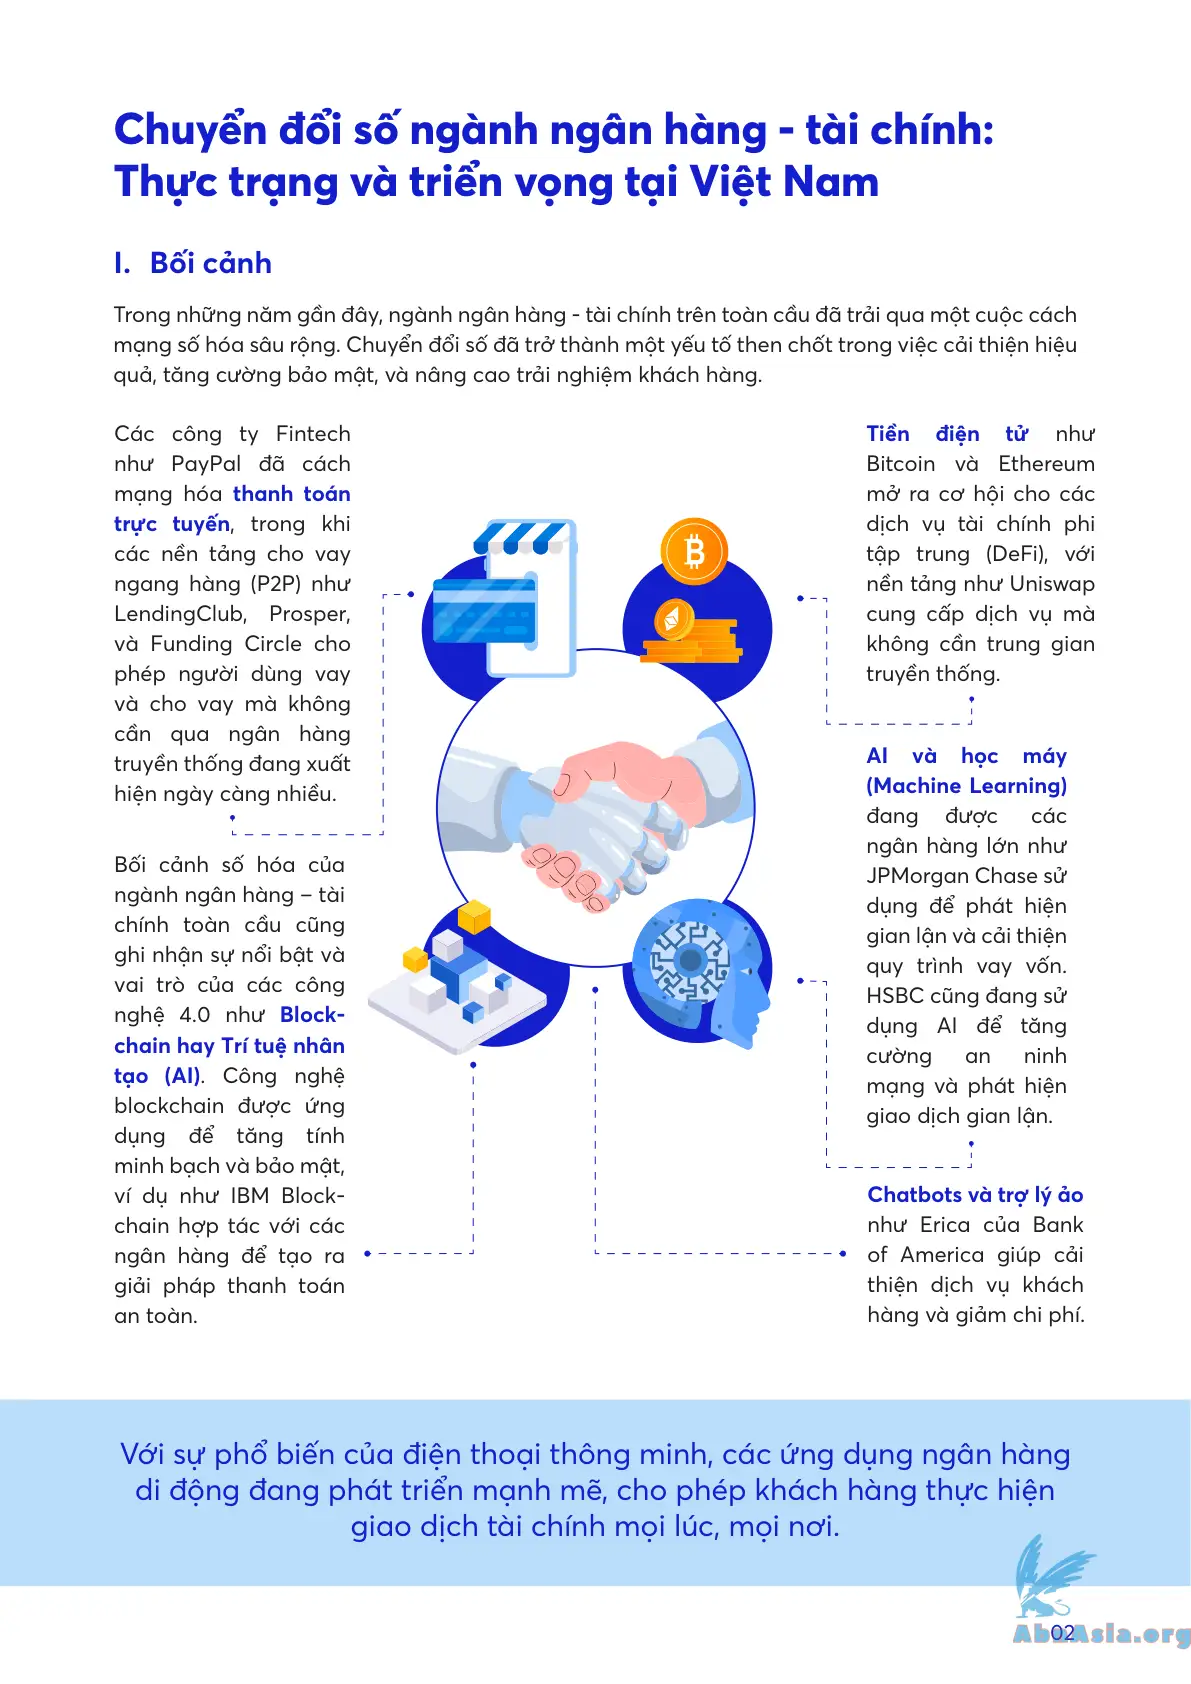 Chuyển đổi số ngành ngân hàng - tài chính:
Thực trạng và triển vọng tại Việt Nam
I. Bối cảnh
Trong những năm gần đây, ngành ngân hàng - tài chính trên toàn cầu đã trải qua một cuộc cách
mạng số hóa sâu rộng. Chuyển đổi số đã trở thành một yếu tố then chốt trong việc cải thiện hiệu
quả, tăng cường bảo mật, và nâng cao trải nghiệm khách hàng.
Các công ty Fintech
như PayPal đã cách
mạng hóa thanh toán
trực tuyến, trong khi
các nền tảng cho vay
ngang hàng (P2P) như
LendingClub, Prosper,
và Funding Circle cho
phép người dùng vay
và cho vay mà không
cần qua ngân hàng
truyền thống đang xuất
hiện ngày càng nhiều.
Bối cảnh số hóa của
ngành ngân hàng – tài
chính toàn cầu cũng
ghi nhận sự nổi bật và
vai trò của các công
nghệ 4.0 như Block-
chain hay Trí tuệ nhân
tạo (AI). Công nghệ
blockchain được ứng
dụng để tăng tính
minh bạch và bảo mật,
ví dụ như IBM Block-
chain hợp tác với các
ngân hàng để tạo ra
giải pháp thanh toán
an toàn.
Tiền điện tử như
Bitcoin và Ethereum
mở ra cơ hội cho các
dịch vụ tài chính phi
tập trung (DeFi), với
nền tảng như Uniswap
cung cấp dịch vụ mà
không cần trung gian
truyền thống.
AI và học máy
(Machine Learning)
đang được các
ngân hàng lớn như
JPMorgan Chase sử
dụng để phát hiện
gian lận và cải thiện
quy trình vay vốn.
HSBC cũng đang sử
dụng AI để tăng
cường an ninh
mạng và phát hiện
giao dịch gian lận.
Chatbots và trợ lý ảo
như Erica của Bank
of America giúp cải
thiện dịch vụ khách
hàng và giảm chi phí.
Với sự phổ biến của điện thoại thông minh, các ứng dụng ngân hàng
di động đang phát triển mạnh mẽ, cho phép khách hàng thực hiện
giao dịch tài chính mọi lúc, mọi nơi.
02